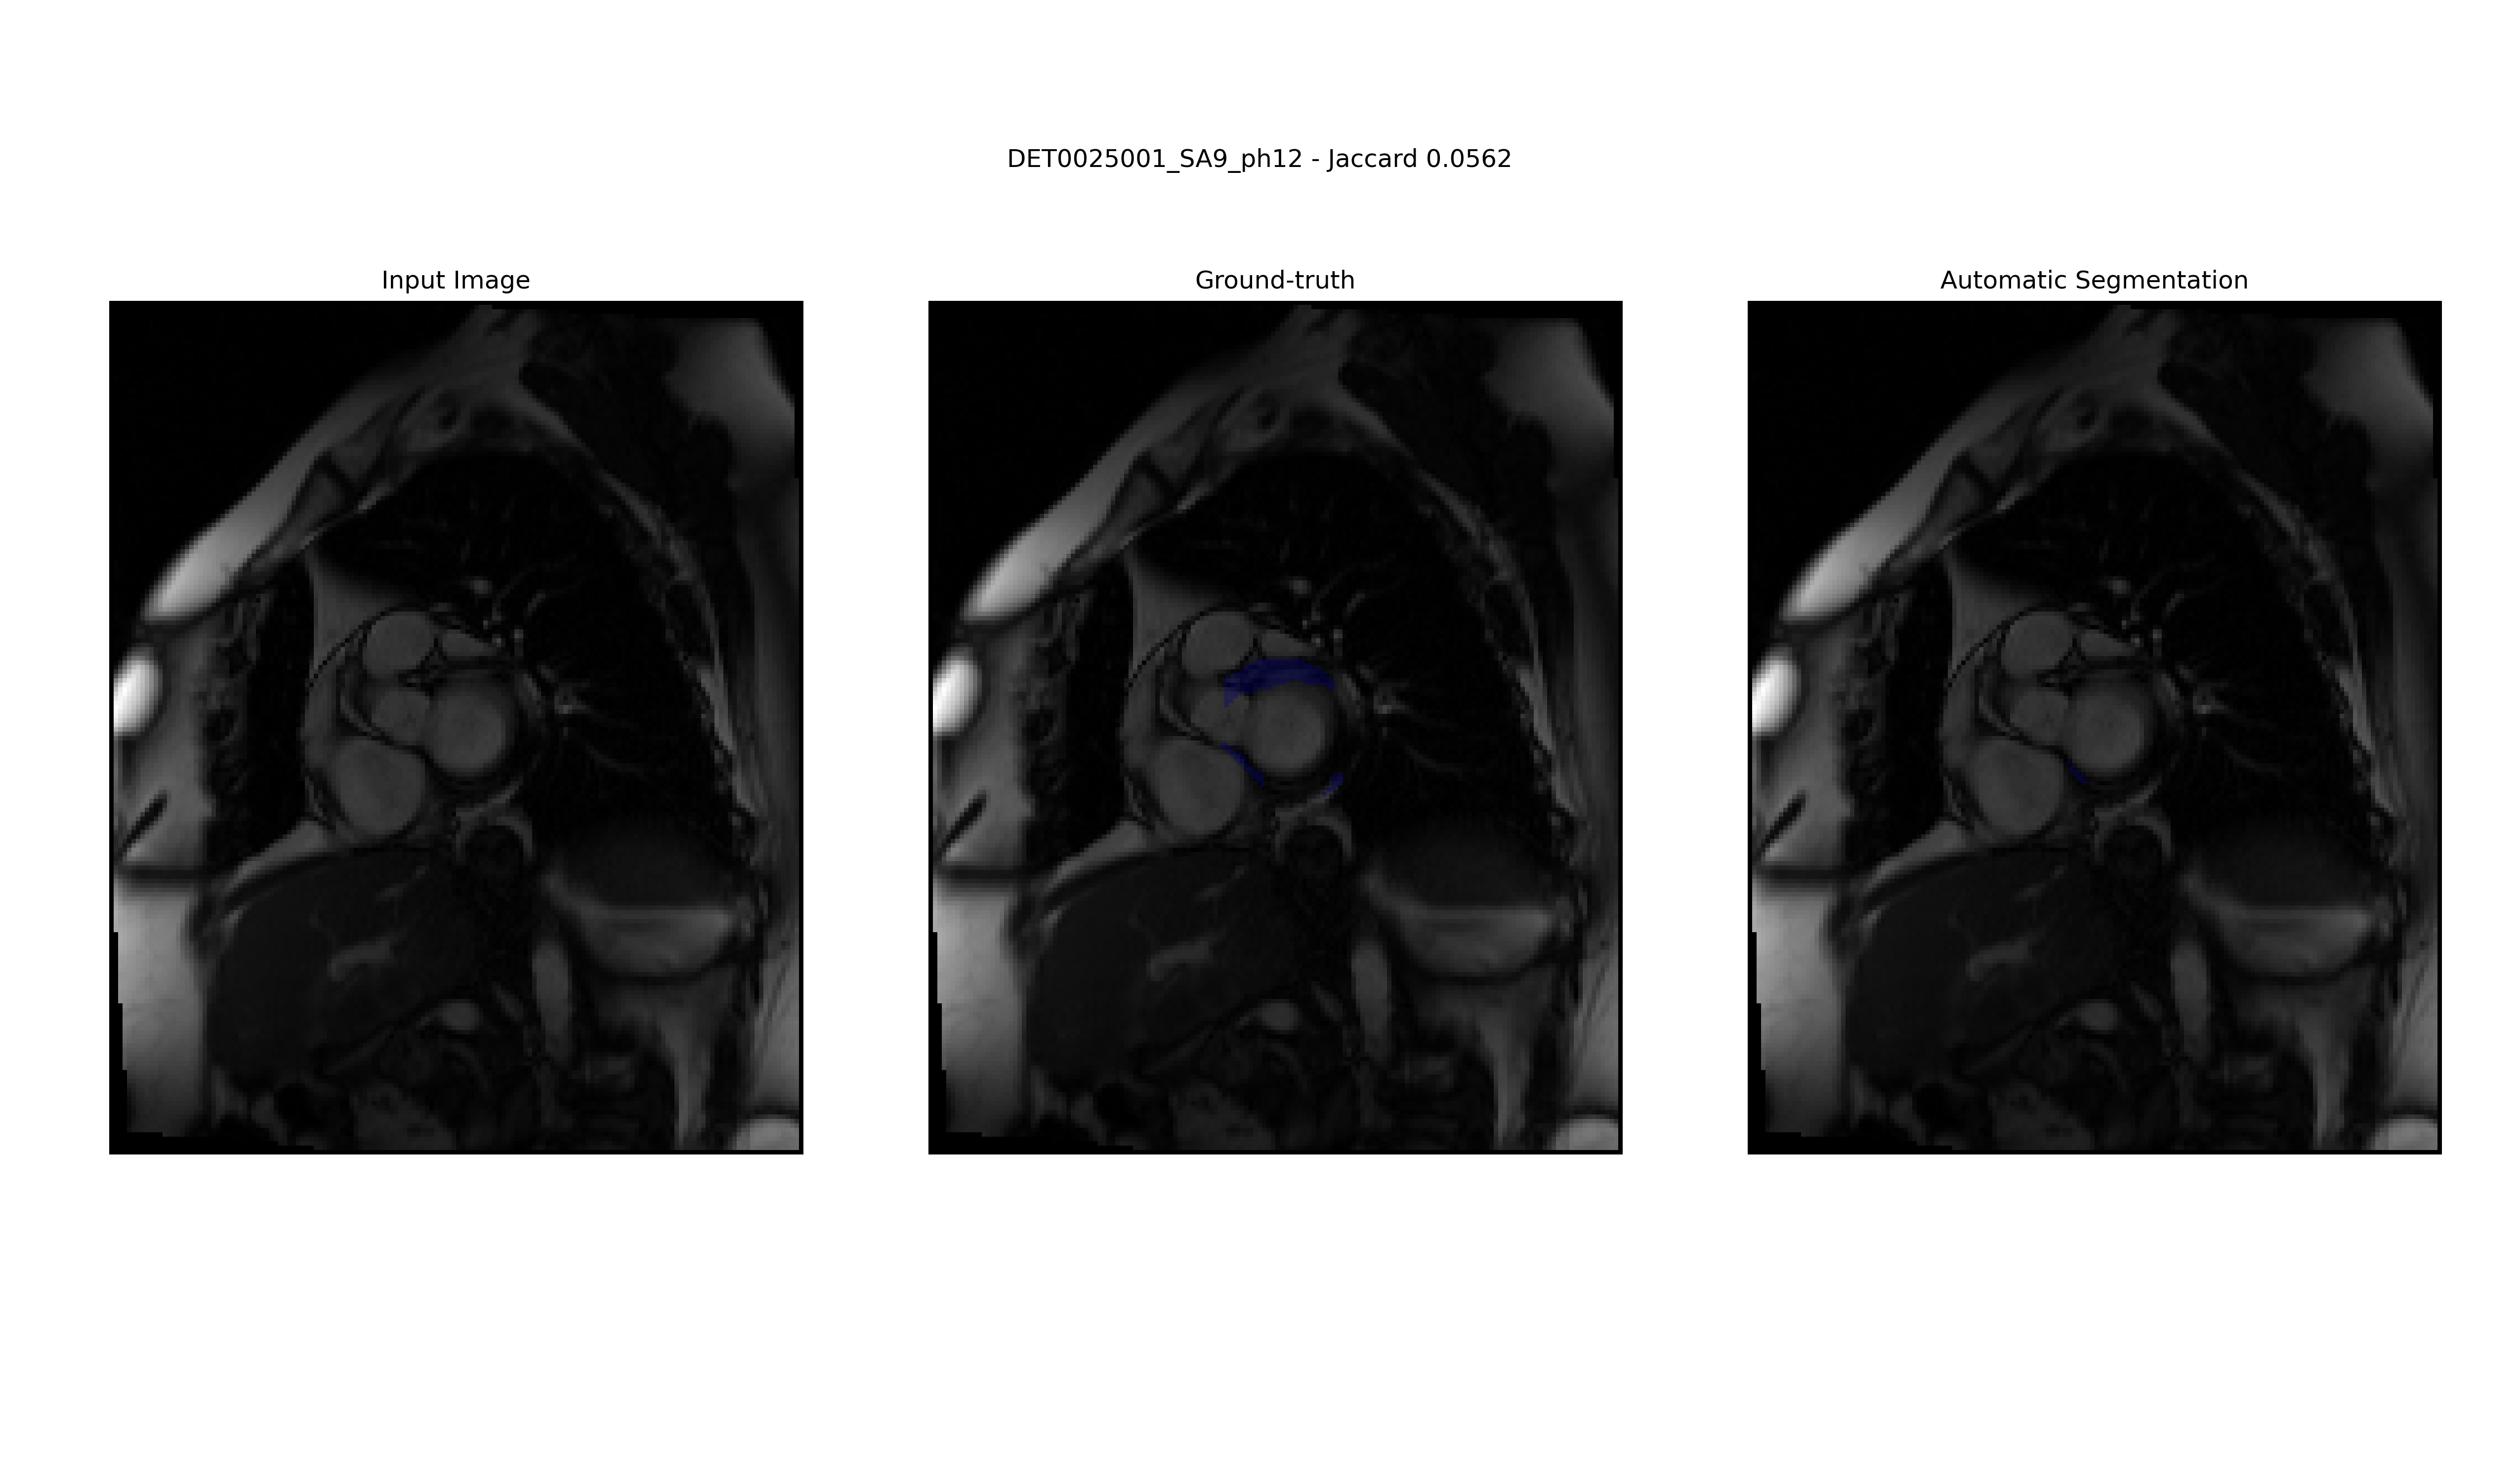 DET0025001_SA9_ph12 - Jaccard 0.0562
Input Image
Ground-truth
Automatic Segmentation